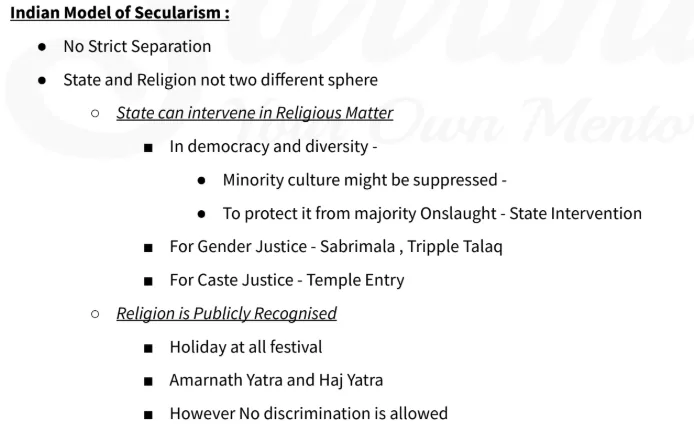 Indian Model of Secularism :
● No Strict Separation
● State and Religion not two different sphere
○ State can intervene in Religious Matter
■ In democracy and diversity -
● Minority culture might be suppressed -
● To protect it from majority Onslaught - State Intervention
■ For Gender Justice - Sabrimala , Tripple Talaq
■ For Caste Justice - Temple Entry
○ Religion is Publicly Recognised
■ Holiday at all festival
■ Amarnath Yatra and Haj Yatra
■ However No discrimination is allowed
Your Own Mento